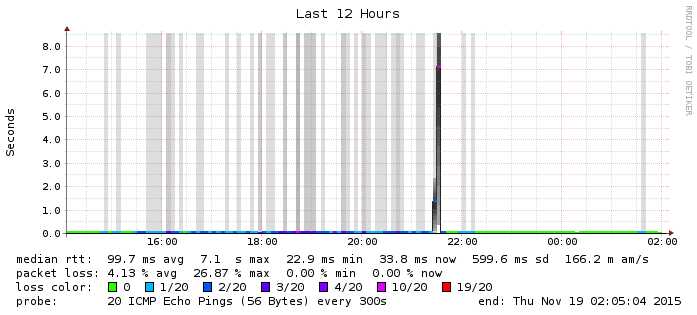 Last 12 Hours
RRDTOOL / TOBI OETIKER
Seconds
8.0
7.0
6.0
5.0
4.0
3.0
2.0
1.0
0.0
16:00 18:00 20:00 22:00 00:00 02:00
median rtt: 99.7 ms avg 7.1 s max 22.9 ms min 33.8 ms now 599.6 ms sd 166.2 m am/s
packet loss: 4.13 % avg 26.87 % max 0.00 % min 0.00 % now
loss color: 0 1/20 2/20 3/20 4/20 10/20 19/20
probe: 20 ICMP Echo Pings (56 Bytes) every 300s end: Thu Nov 19 02:05:04 2015